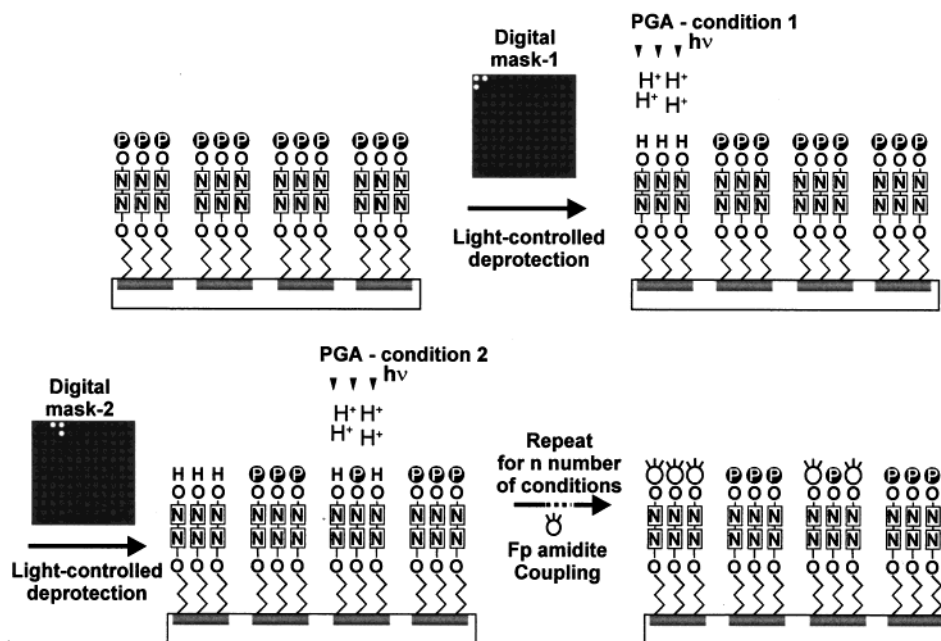 P P P P P P P P P P P P
O O O O O O O O O O O O
N N N N N N N N N N N N
N N N N N N N N N N N N
O O O O O O O O O O O O
Digital
mask-1
Light-controlled
deprotection
PGA - condition 1
hν
H+ H+
H+ H+
H H H P P P P P P P P P
O O O O O O O O O O O O
N N N N N N N N N N N N
N N N N N N N N N N N N
O O O O O O O O O O O O
Digital
mask-2
Light-controlled
deprotection
PGA - condition 2
hν
H+ H+
H+ H+
H H H P P P H P H P P P
O O O O O O O O O O O O
N N N N N N N N N N N N
N N N N N N N N N N N N
O O O O O O O O O O O O
Repeat
for n number
of conditions
Fp amidite
Coupling
P P P P P P P
O O O O O O O O O O O O
N N N N N N N N N N N N
N N N N N N N N N N N N
O O O O O O O O O O O O